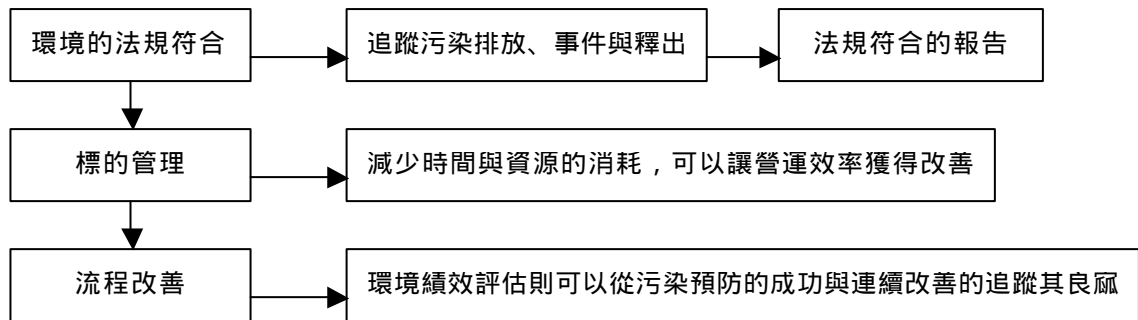 環境的法規符合
追蹤污染排放、事件與釋出
法規符合的報告
標的管理
減少時間與資源的消耗，可以讓營運效率獲得改善
流程改善
環境績效評估則可以從污染預防的成功與連續改善的追蹤其良窳